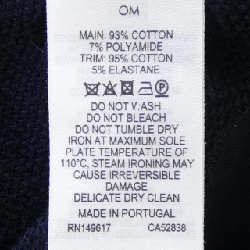 OM
MAIN: 93% COTTON
7% POLYAMIDE
TRIM: 95% COTTON
5% ELASTANE
DO NOT WASH
DO NOT BLEACH
DO NOT TUMBLE DRY
IRON AT MAXIMUM SOLE
PLATE TEMPERATURE OF
110°C, STEAM IRONING MAY
CAUSE IRREVERSIBLE
DAMAGE
DELICATE DRY CLEAN
MADE IN PORTUGAL
RN149617 CA52838